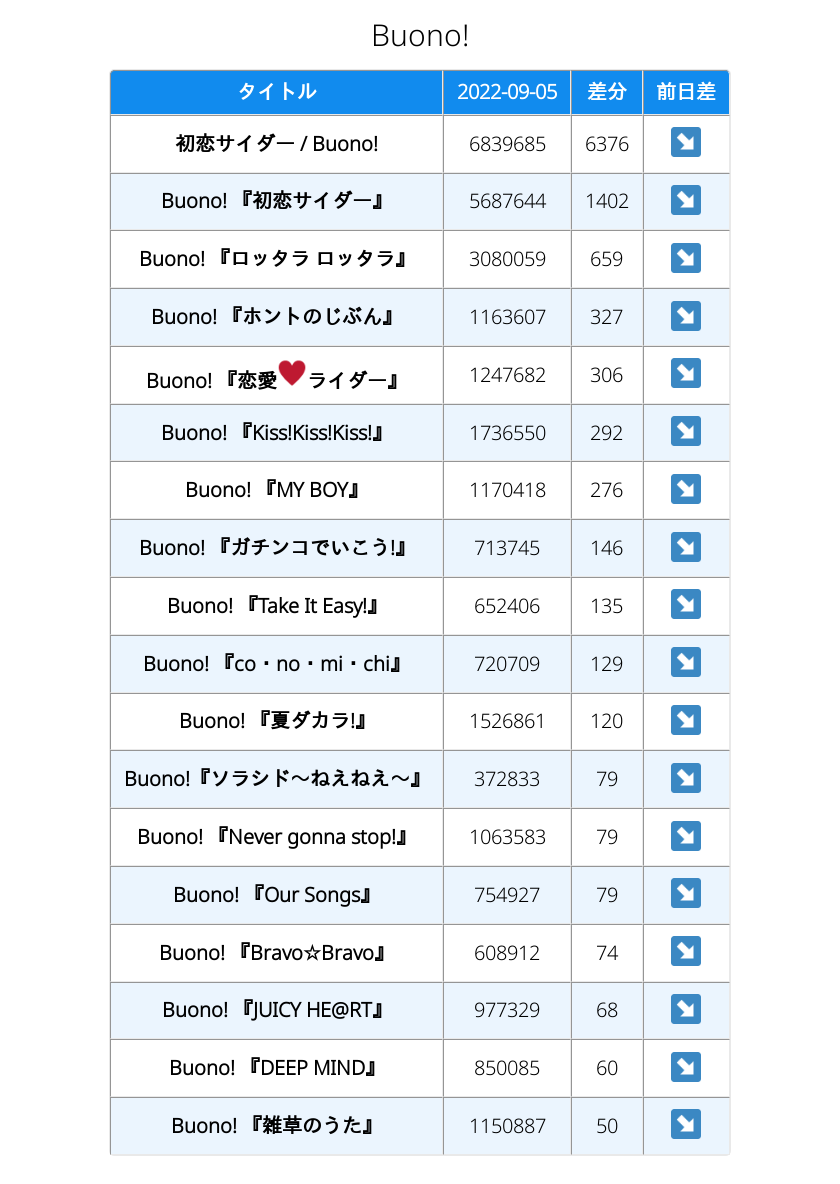 Buono!
タイトル 2022-09-05 差分 前日差
初恋サイダー / Buono! 6839685 6376 ↘
Buono! 『初恋サイダー』 5687644 1402 ↘
Buono! 『ロッタラ ロッタラ』 3080059 659 ↘
Buono! 『ホントのじぶん』 1163607 327 ↘
Buono! 『恋愛♥ライダー』 1247682 306 ↘
Buono! 『Kiss!Kiss!Kiss!』 1736550 292 ↘
Buono! 『MY BOY』 1170418 276 ↘
Buono! 『ガチンコでいこう!』 713745 146 ↘
Buono! 『Take It Easy!』 652406 135 ↘
Buono! 『co・no・mi・chi』 720709 129 ↘
Buono! 『夏ダカラ!』 1526861 120 ↘
Buono!『ソラシド〜ねえねえ〜』 372833 79 ↘
Buono! 『Never gonna stop!』 1063583 79 ↘
Buono! 『Our Songs』 754927 79 ↘
Buono! 『Bravo☆Bravo』 608912 74 ↘
Buono! 『JUICY HE@RT』 977329 68 ↘
Buono! 『DEEP MIND』 850085 60 ↘
Buono! 『雑草のうた』 1150887 50 ↘